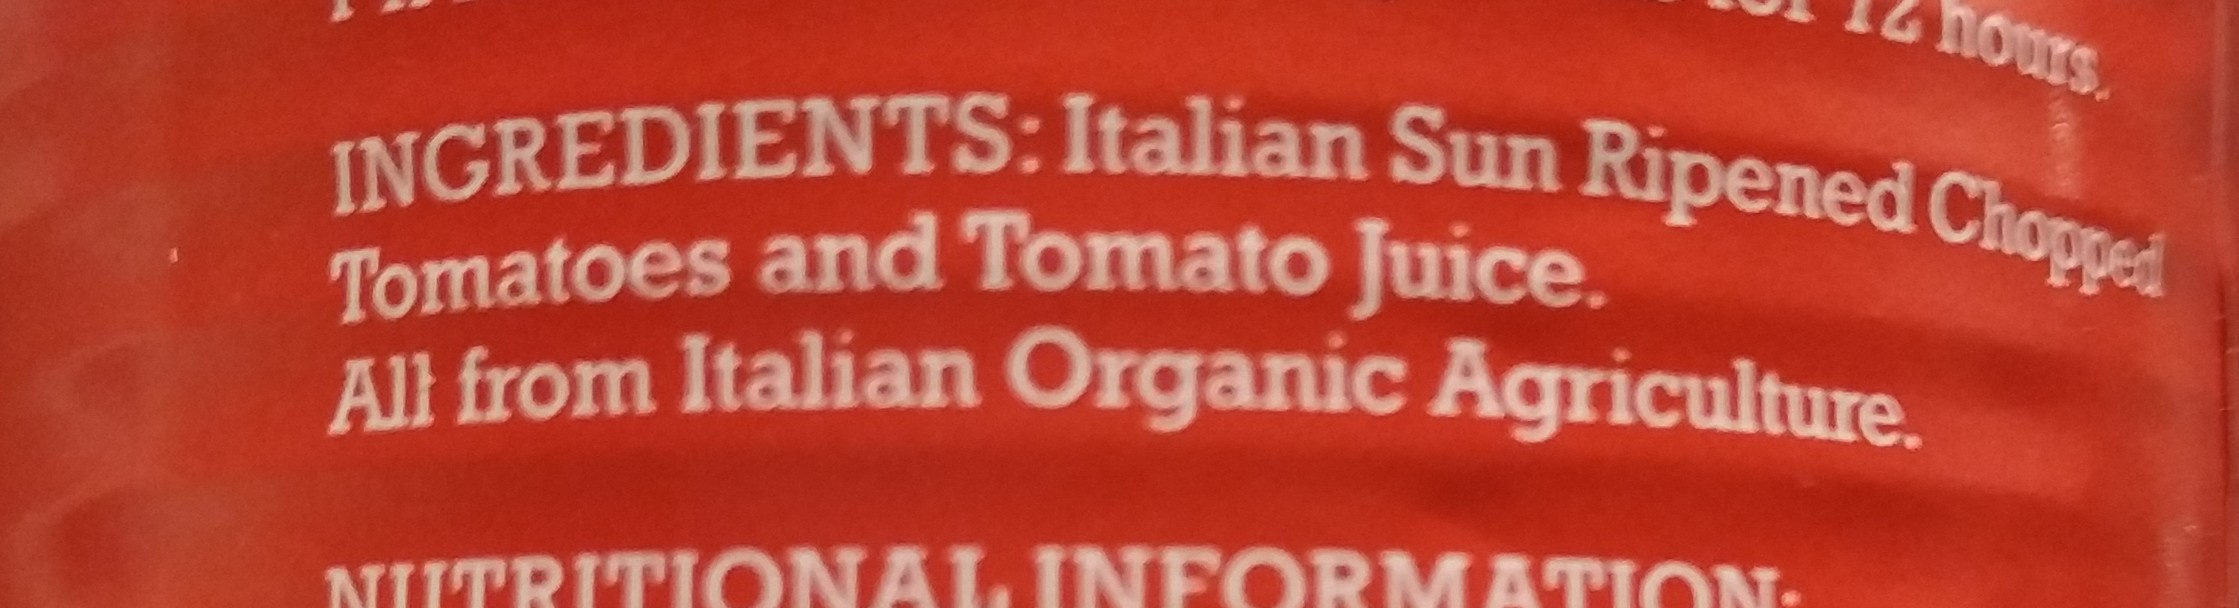 12 hours.
INGREDIENTS: Italian Sun Ripened Chopped
Tomatoes and Tomato Juice.
All from Italian Organic Agriculture.
NUTRITIONAL INFORMATION: